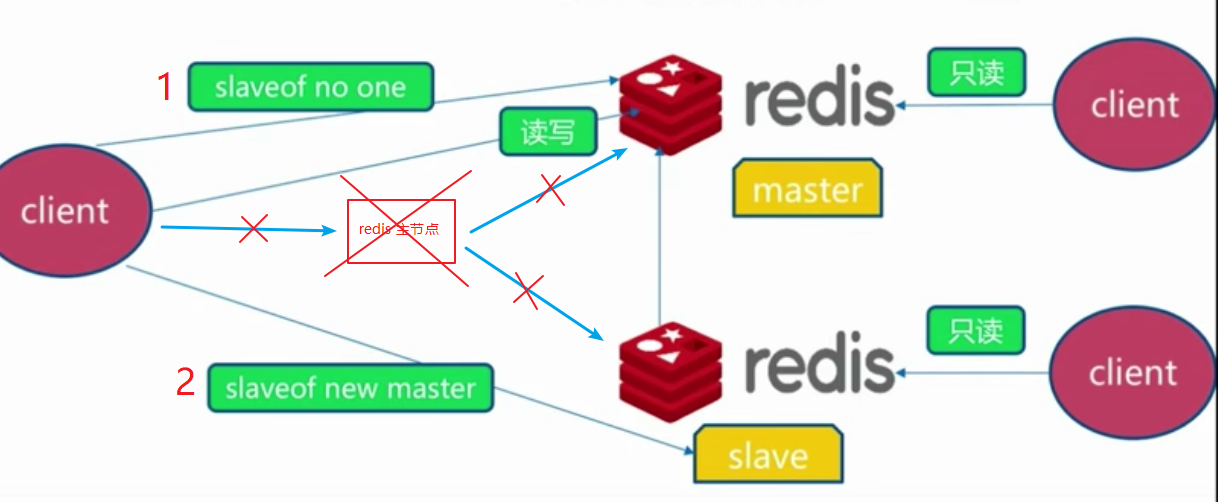 1
slaveof no one
读写
redis
只读
client
master
client
redis 主节点
2
slaveof new master
redis
只读
client
slave